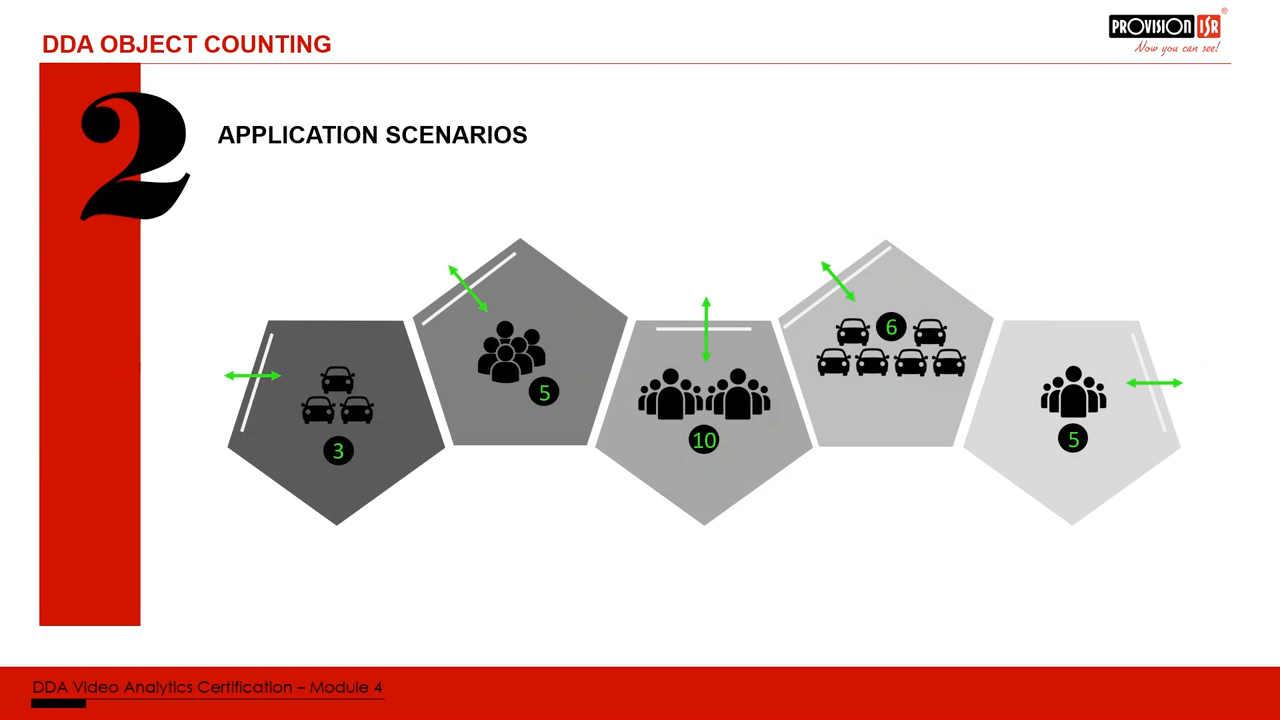 DDA OBJECT COUNTING
PROVISION ISR ®
Now you can see!
2
APPLICATION SCENARIOS
3
5
10
6
5
DDA Video Analytics Certification – Module 4